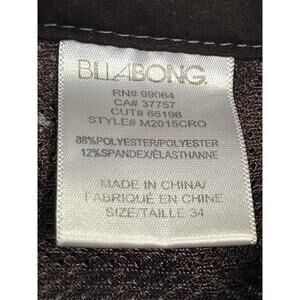 BILLABONG.
RN# 99064
CA# 37757
CUT# 66196
STYLE# M2015CRO
88%POLYESTER/POLYESTER
12%SPANDEX/ÉLASTHANNE
MADE IN CHINA/
FABRIQUÉ EN CHINE
SIZE/TAILLE 34